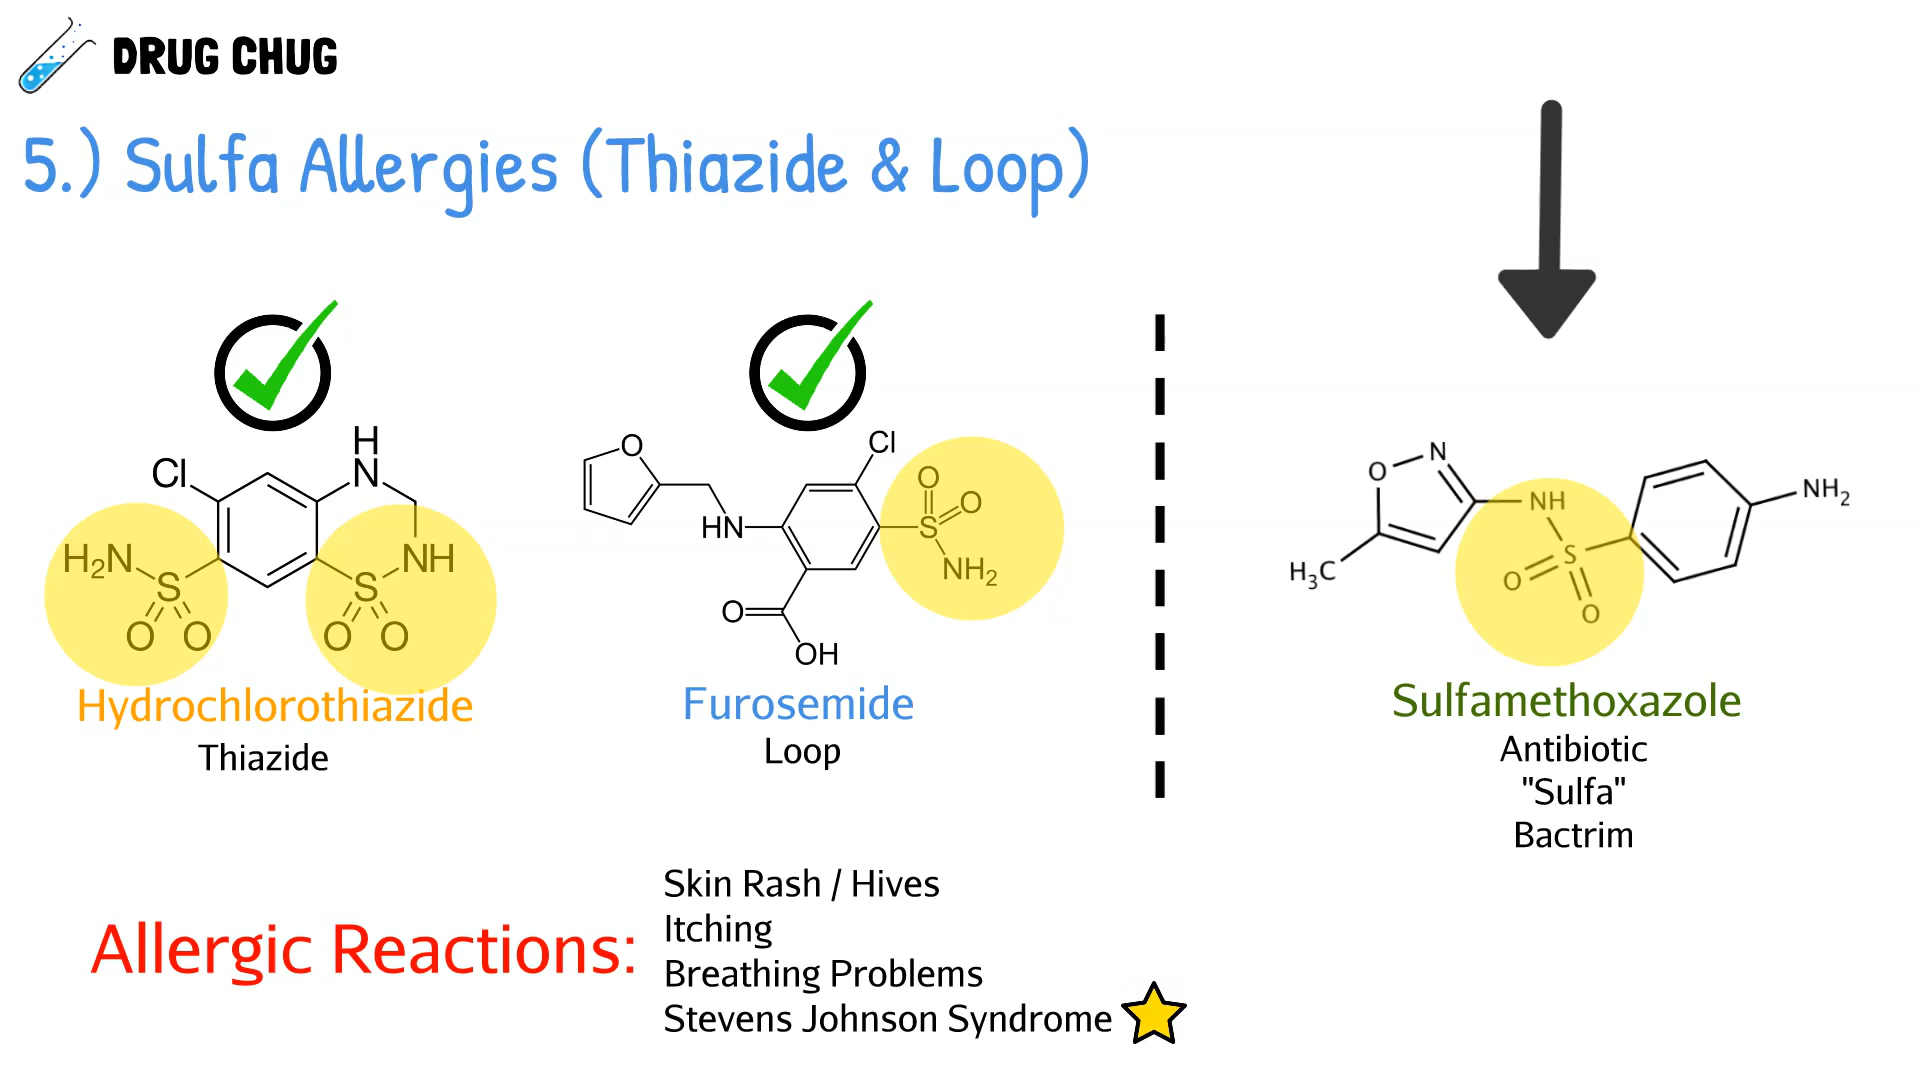 DRUG CHUG
5.) Sulfa Allergies (Thiazide & Loop)
H
N
Cl
H₂N
S
O
O
S
O
O
NH
Hydrochlorothiazide
Thiazide
O
Cl
HN
O
O
S
NH₂
O
OH
Furosemide
Loop
O
N
NH
H₃C
S
O
O
NH₂
Sulfamethoxazole
Antibiotic
"Sulfa"
Bactrim
Allergic Reactions:
Skin Rash / Hives
Itching
Breathing Problems
Stevens Johnson Syndrome